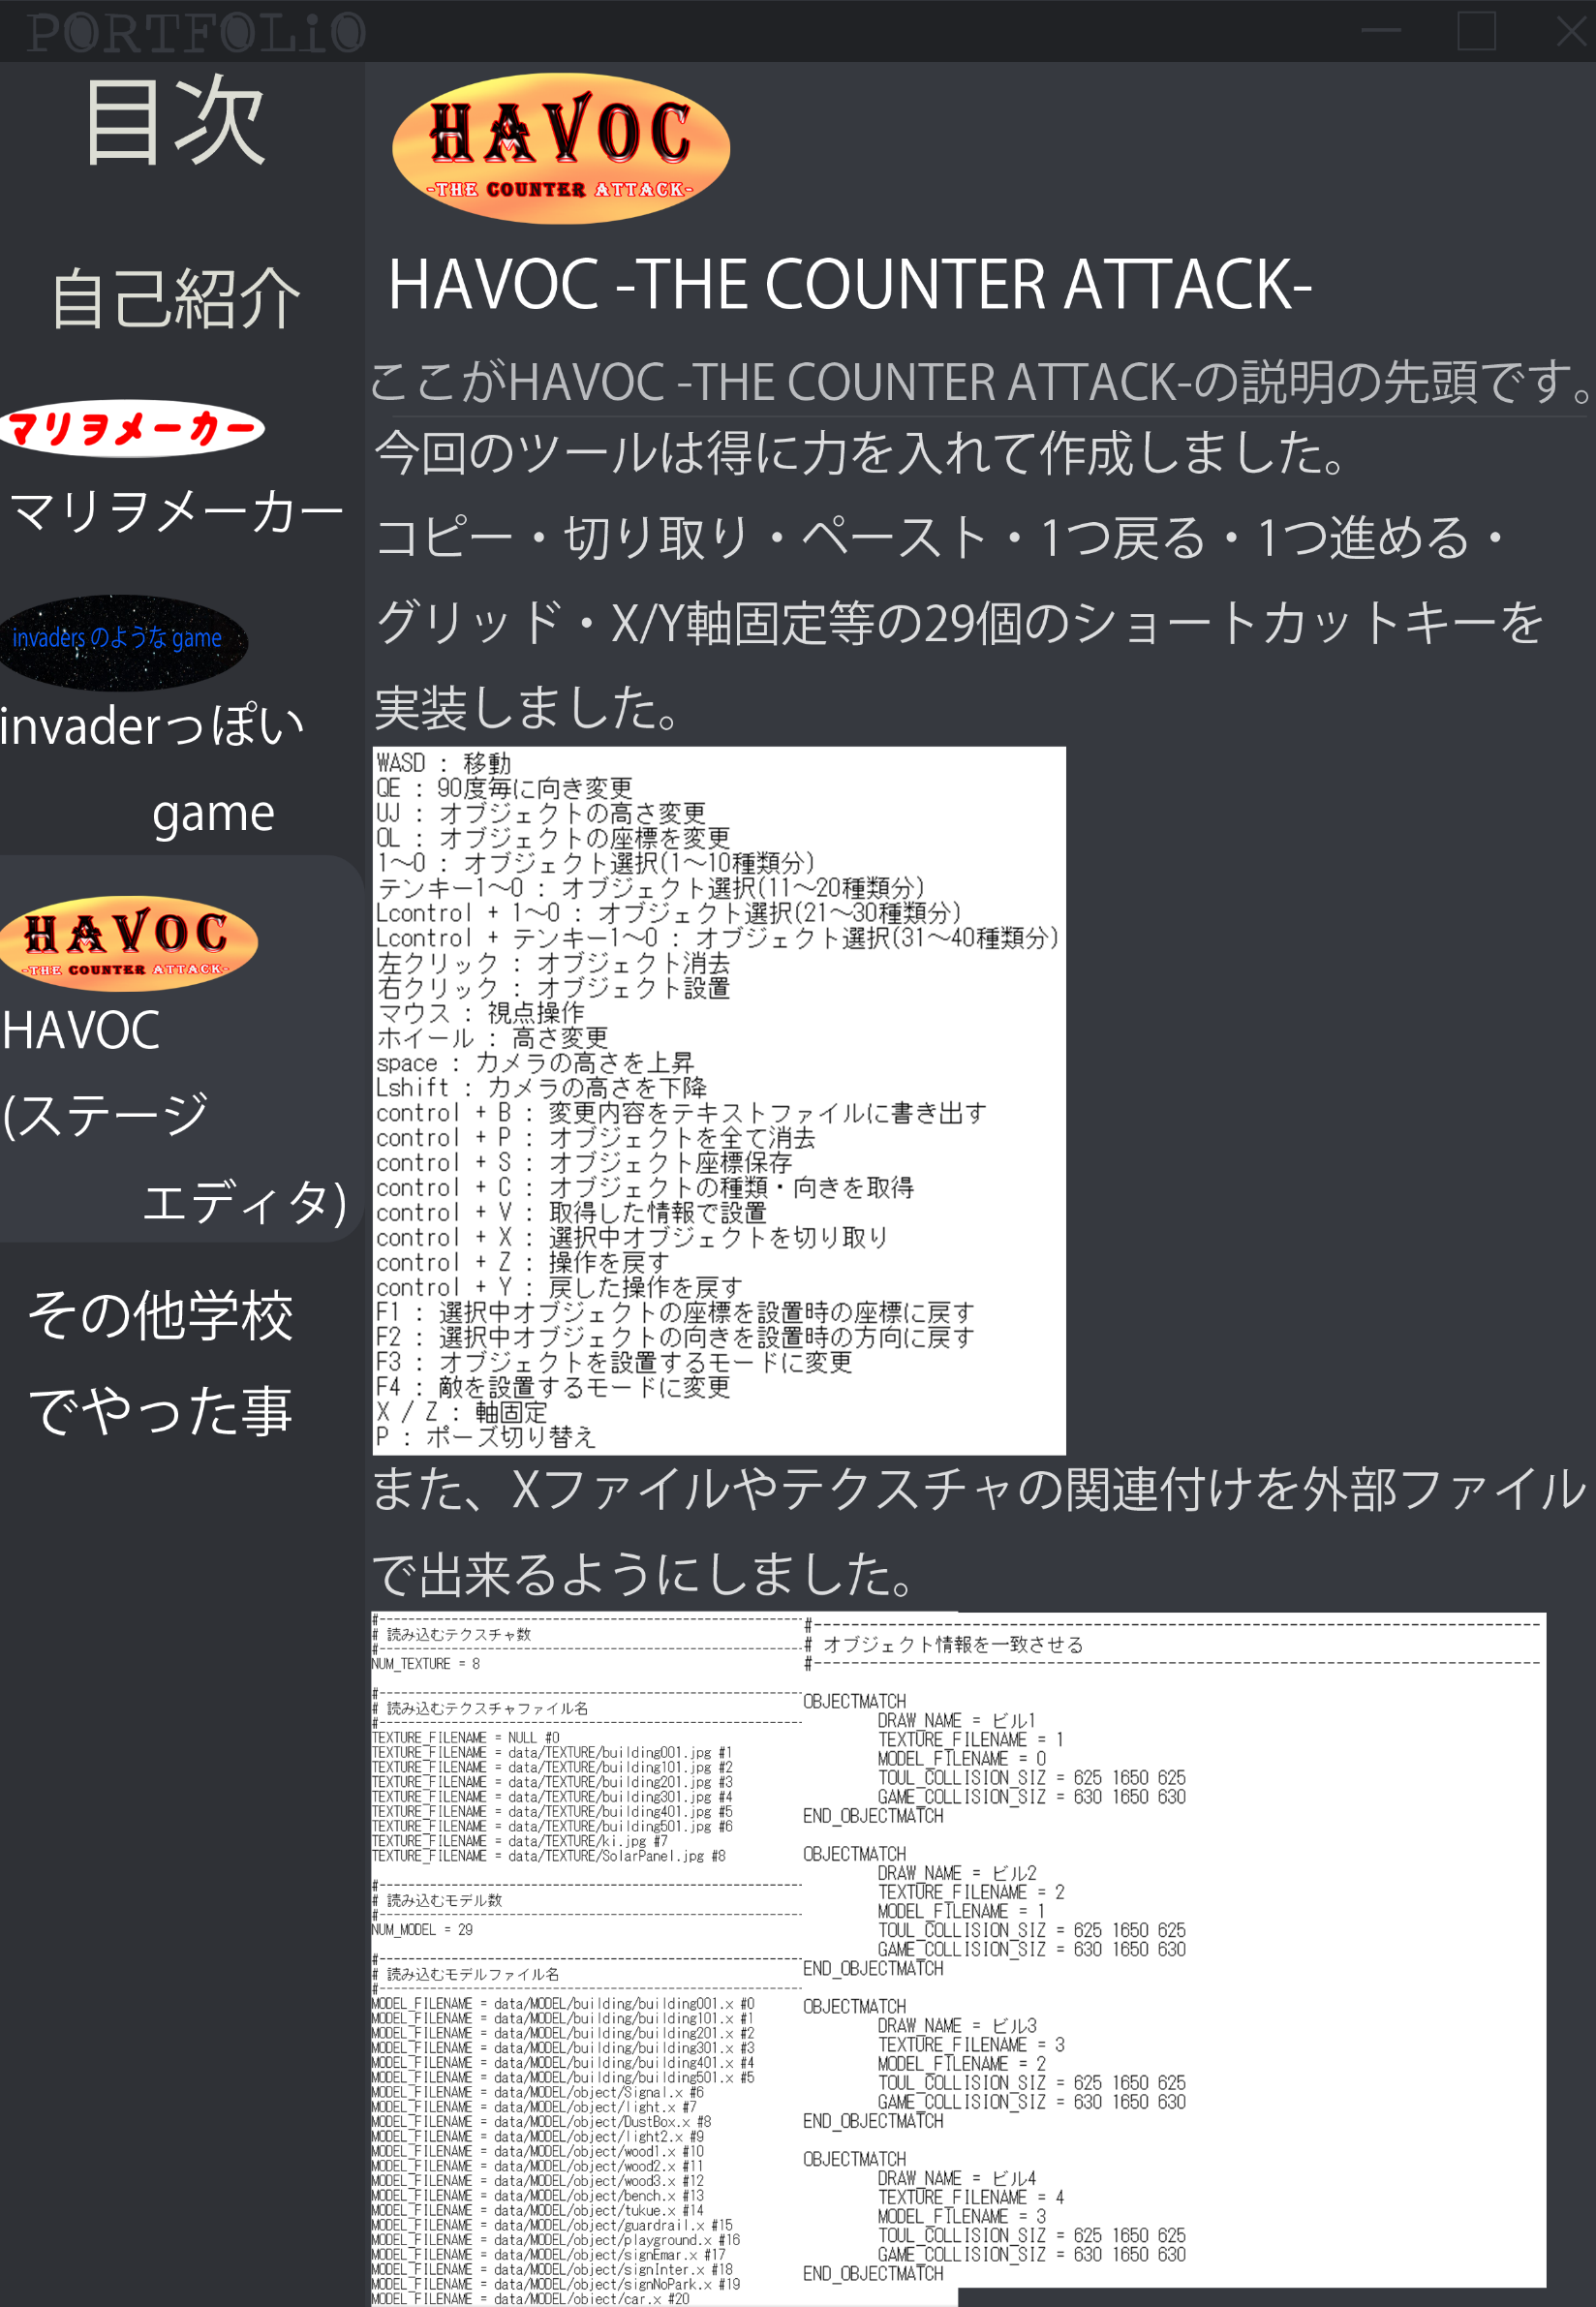 PORTFOLiO
目次
自己紹介
マリヲメーカー
マリヲメーカー
invaders のような game
invaderっぽい
game
HAVOC
-THE COUNTER ATTACK-
HAVOC
(ステージ
エディタ)
その他学校
でやった事
HAVOC
-THE COUNTER ATTACK-
HAVOC -THE COUNTER ATTACK-
ここがHAVOC -THE COUNTER ATTACK-の説明の先頭です。
今回のツールは得に力を入れて作成しました。
コピー・切り取り・ペースト・1つ戻る・1つ進める・
グリッド・X/Y軸固定等の29個のショートカットキーを
実装しました。
WASD : 移動
QE : 90度毎に向き変更
UJ : オブジェクトの高さ変更
OL : オブジェクトの座標を変更
1～0 : オブジェクト選択(1～10種類分)
テンキー1～0 : オブジェクト選択(11～20種類分)
Lcontrol + 1～0 : オブジェクト選択(21～30種類分)
Lcontrol + テンキー1～0 : オブジェクト選択(31～40種類分)
左クリック : オブジェクト消去
右クリック : オブジェクト設置
マウス : 視点操作
ホイール : 高さ変更
space : カメラの高さを上昇
Lshift : カメラの高さを下降
control + B : 変更内容をテキストファイルに書き出す
control + P : オブジェクトを全て消去
control + S : オブジェクト座標保存
control + C : オブジェクトの種類・向きを取得
control + V : 取得した情報で設置
control + X : 選択中オブジェクトを切り取り
control + Z : 操作を戻す
control + Y : 戻した操作を戻す
F1 : 選択中オブジェクトの座標を設置時の座標に戻す
F2 : 選択中オブジェクトの向きを設置時の方向に戻す
F3 : オブジェクトを設置するモードに変更
F4 : 敵を設置するモードに変更
X / Z : 軸固定
P : ポーズ切り替え
また、Xファイルやテクスチャの関連付けを外部ファイル
で出来るようにしました。
#------------------------------------------------------------
# 読み込むテクスチャ数
#------------------------------------------------------------
NUM_TEXTURE = 8
#------------------------------------------------------------
# 読み込むテクスチャファイル名
#------------------------------------------------------------
TEXTURE_FILENAME = NULL #0
TEXTURE_FILENAME = data/TEXTURE/building001.jpg #1
TEXTURE_FILENAME = data/TEXTURE/building101.jpg #2
TEXTURE_FILENAME = data/TEXTURE/building201.jpg #3
TEXTURE_FILENAME = data/TEXTURE/building301.jpg #4
TEXTURE_FILENAME = data/TEXTURE/building401.jpg #5
TEXTURE_FILENAME = data/TEXTURE/building501.jpg #6
TEXTURE_FILENAME = data/TEXTURE/ki.jpg #7
TEXTURE_FILENAME = data/TEXTURE/SolarPanel.jpg #8
#------------------------------------------------------------
# 読み込むモデル数
#------------------------------------------------------------
NUM_MODEL = 29
#------------------------------------------------------------
# 読み込むモデルファイル名
#------------------------------------------------------------
MODEL_FILENAME = data/MODEL/building/building001.x #0
MODEL_FILENAME = data/MODEL/building/building101.x #1
MODEL_FILENAME = data/MODEL/building/building201.x #2
MODEL_FILENAME = data/MODEL/building/building301.x #3
MODEL_FILENAME = data/MODEL/building/building401.x #4
MODEL_FILENAME = data/MODEL/building/building501.x #5
MODEL_FILENAME = data/MODEL/object/Signal.x #6
MODEL_FILENAME = data/MODEL/object/light.x #7
MODEL_FILENAME = data/MODEL/object/DustBox.x #8
MODEL_FILENAME = data/MODEL/object/light2.x #9
MODEL_FILENAME = data/MODEL/object/wood1.x #10
MODEL_FILENAME = data/MODEL/object/wood2.x #11
MODEL_FILENAME = data/MODEL/object/wood3.x #12
MODEL_FILENAME = data/MODEL/object/bench.x #13
MODEL_FILENAME = data/MODEL/object/tukue.x #14
MODEL_FILENAME = data/MODEL/object/guardrail.x #15
MODEL_FILENAME = data/MODEL/object/playground.x #16
MODEL_FILENAME = data/MODEL/object/signEmar.x #17
MODEL_FILENAME = data/MODEL/object/signInter.x #18
MODEL_FILENAME = data/MODEL/object/signNoPark.x #19
MODEL_FILENAME = data/MODEL/object/car.x #20
#------------------------------------------------------------
# オブジェクト情報を一致させる
#------------------------------------------------------------
OBJECTMATCH
DRAW_NAME = ビル1
TEXTURE_FILENAME = 1
MODEL_FILENAME = 0
TOUL_COLLISION_SIZ = 625 1650 625
GAME_COLLISION_SIZ = 630 1650 630
END_OBJECTMATCH
OBJECTMATCH
DRAW_NAME = ビル2
TEXTURE_FILENAME = 2
MODEL_FILENAME = 1
TOUL_COLLISION_SIZ = 625 1650 625
GAME_COLLISION_SIZ = 630 1650 630
END_OBJECTMATCH
OBJECTMATCH
DRAW_NAME = ビル3
TEXTURE_FILENAME = 3
MODEL_FILENAME = 2
TOUL_COLLISION_SIZ = 625 1650 625
GAME_COLLISION_SIZ = 630 1650 630
END_OBJECTMATCH
OBJECTMATCH
DRAW_NAME = ビル4
TEXTURE_FILENAME = 4
MODEL_FILENAME = 3
TOUL_COLLISION_SIZ = 625 1650 625
GAME_COLLISION_SIZ = 630 1650 630
END_OBJECTMATCH